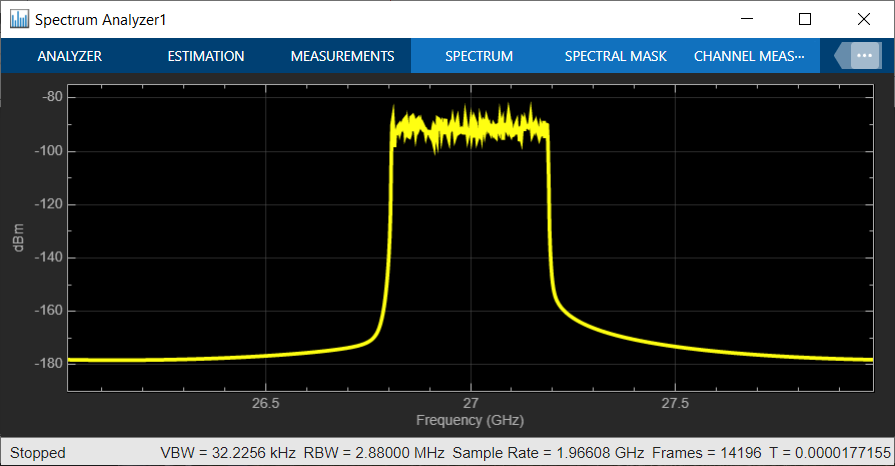 Spectrum Analyzer1
ANALYZER ESTIMATION MEASUREMENTS SPECTRUM SPECTRAL MASK CHANNEL MEAS···
-80
-100
-120
-140
-160
-180
dBm
26.5 27 27.5
Frequency (GHz)
Stopped VBW = 32.2256 kHz RBW = 2.88000 MHz Sample Rate = 1.96608 GHz Frames = 14196 T = 0.0000177155